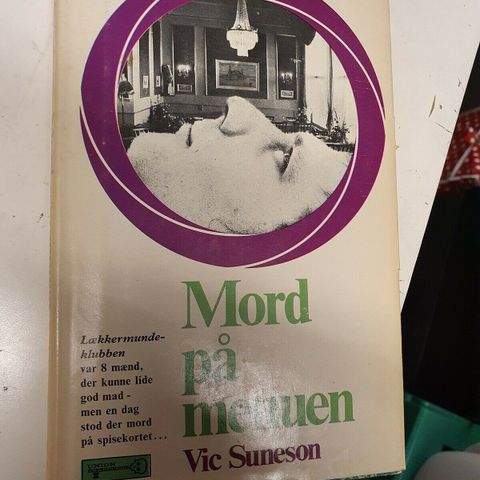 Mord
på
menuen
Vic Suneson
Lækkermunde-
klubben
var 8 mænd,
der kunne lide
god mad -
men en dag
stod der mord
på spisekortet...
UNION